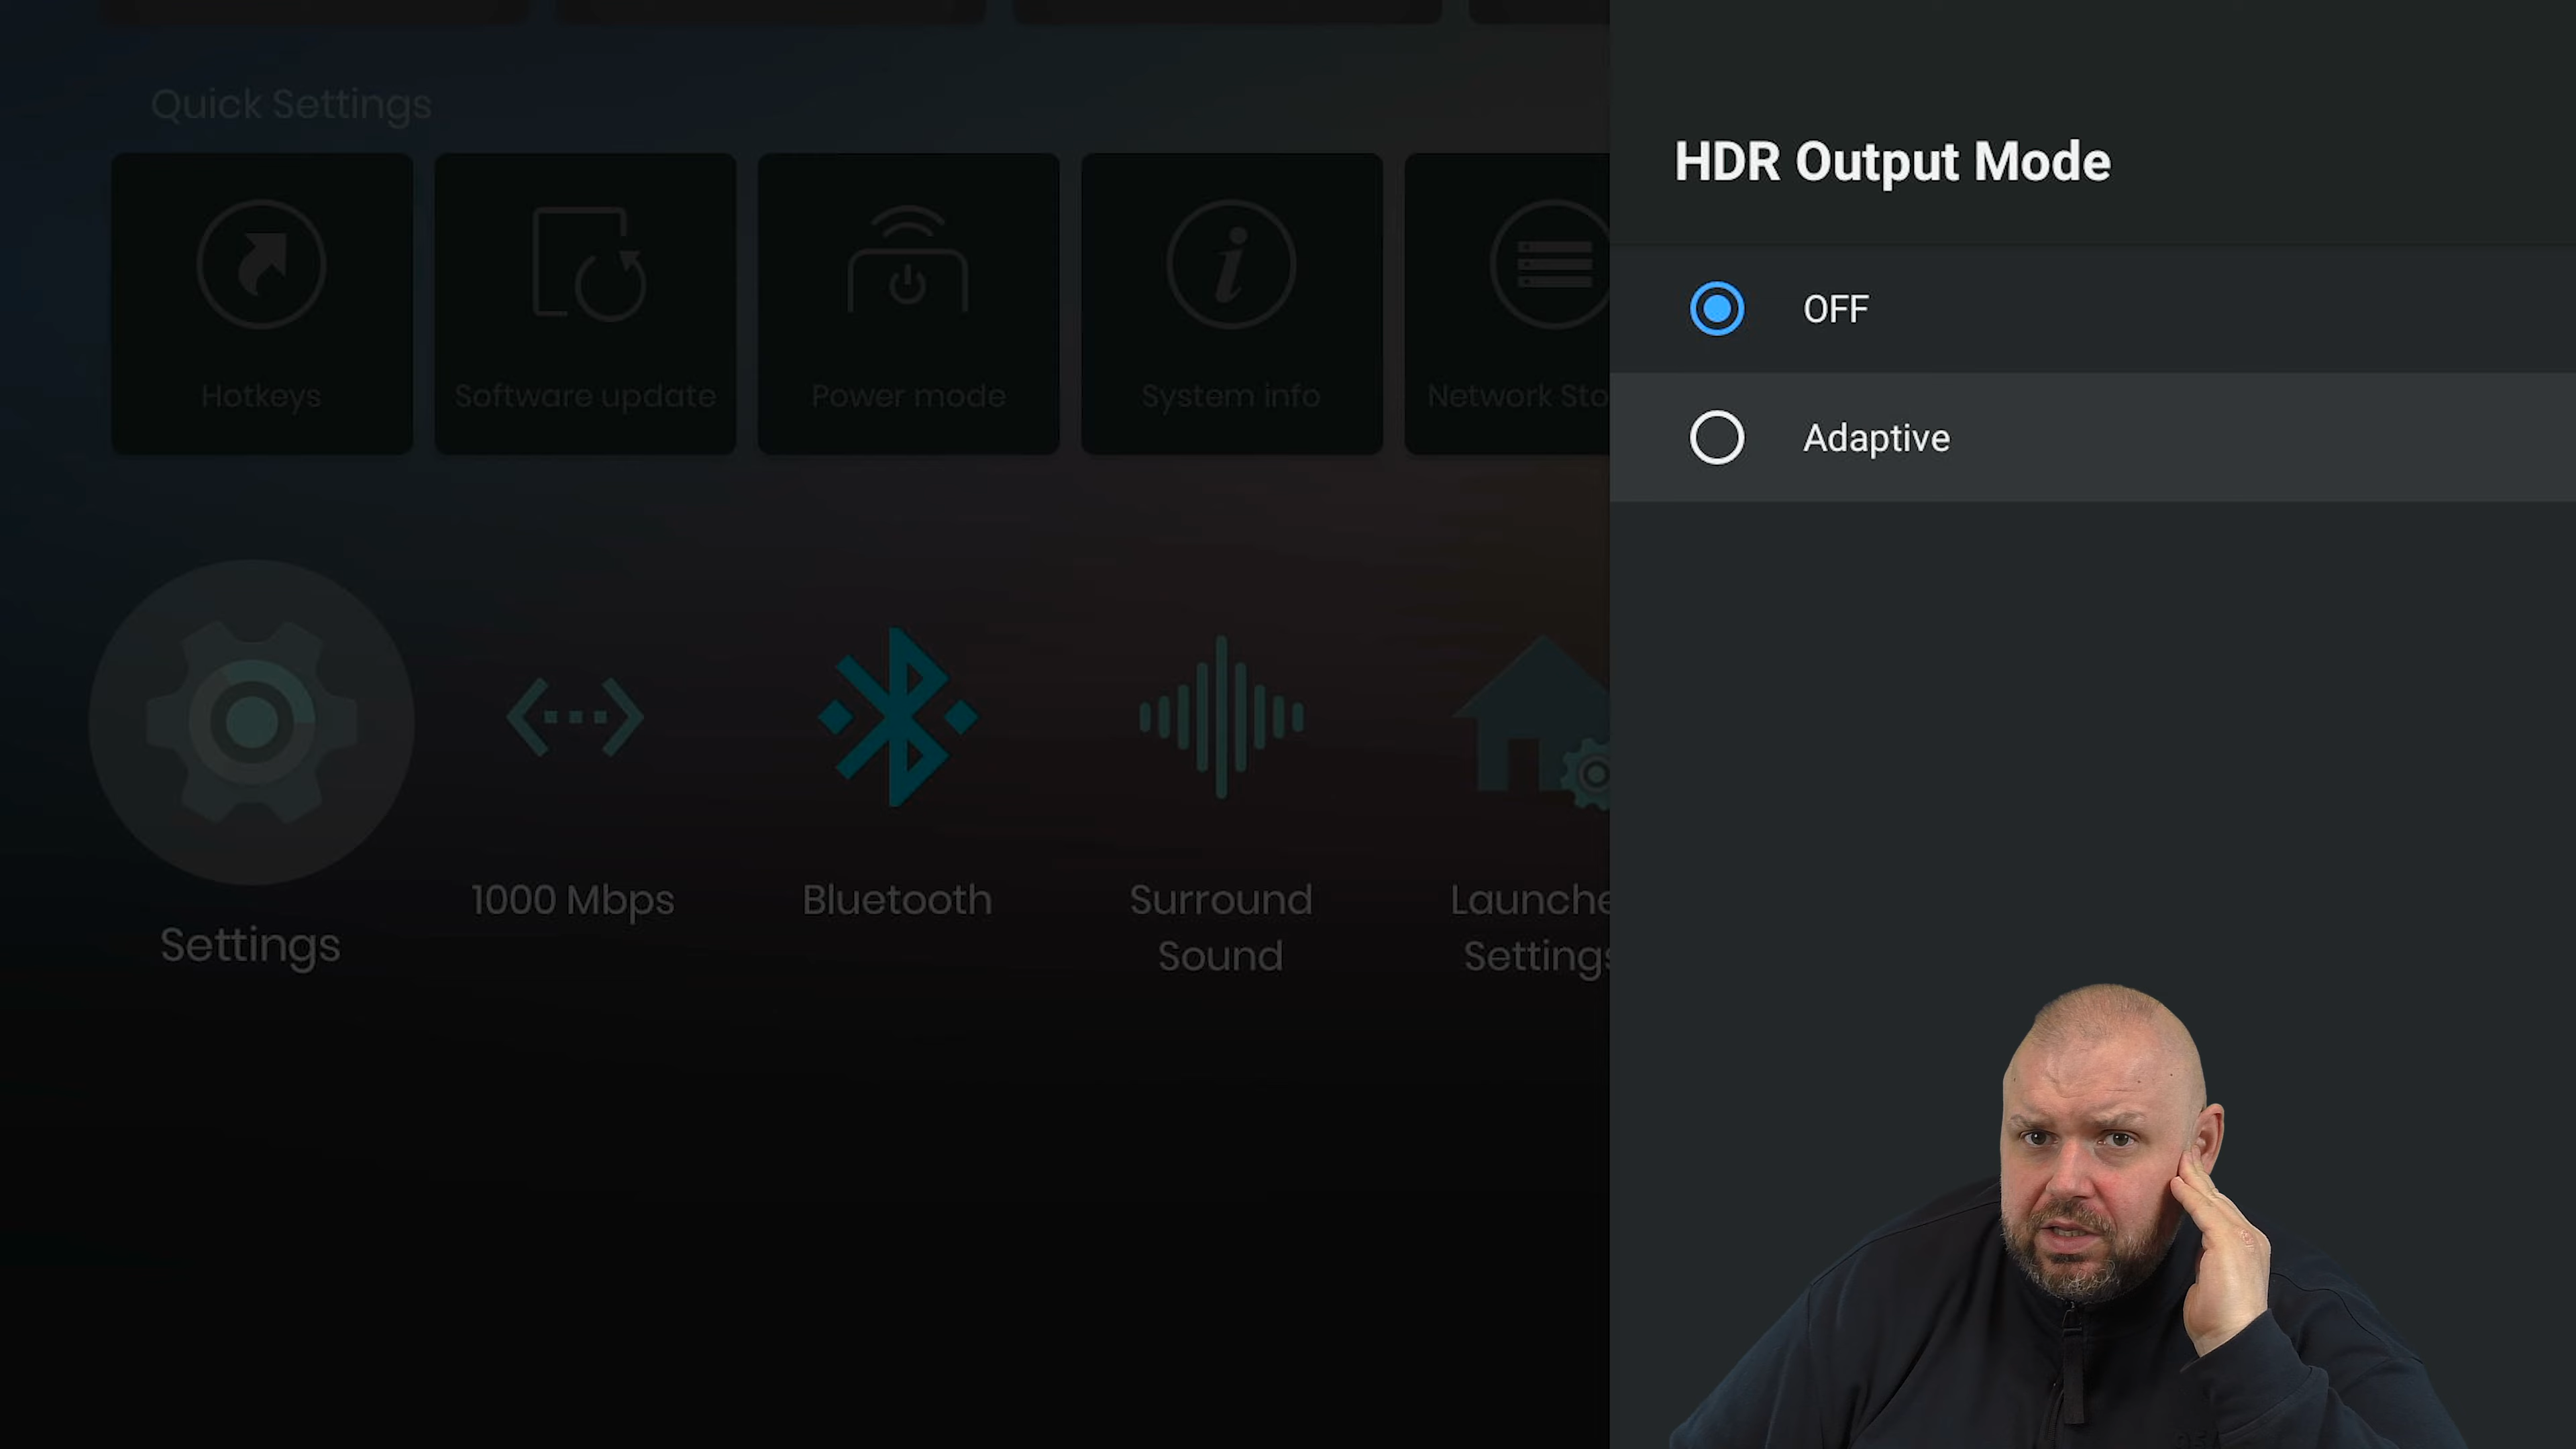 Quick Settings
Hotkeys
Software update
Power mode
System info
Network Sto
Settings
1000 Mbps
Bluetooth
Surround
Sound
Launche
Settings
HDR Output Mode
OFF
Adaptive